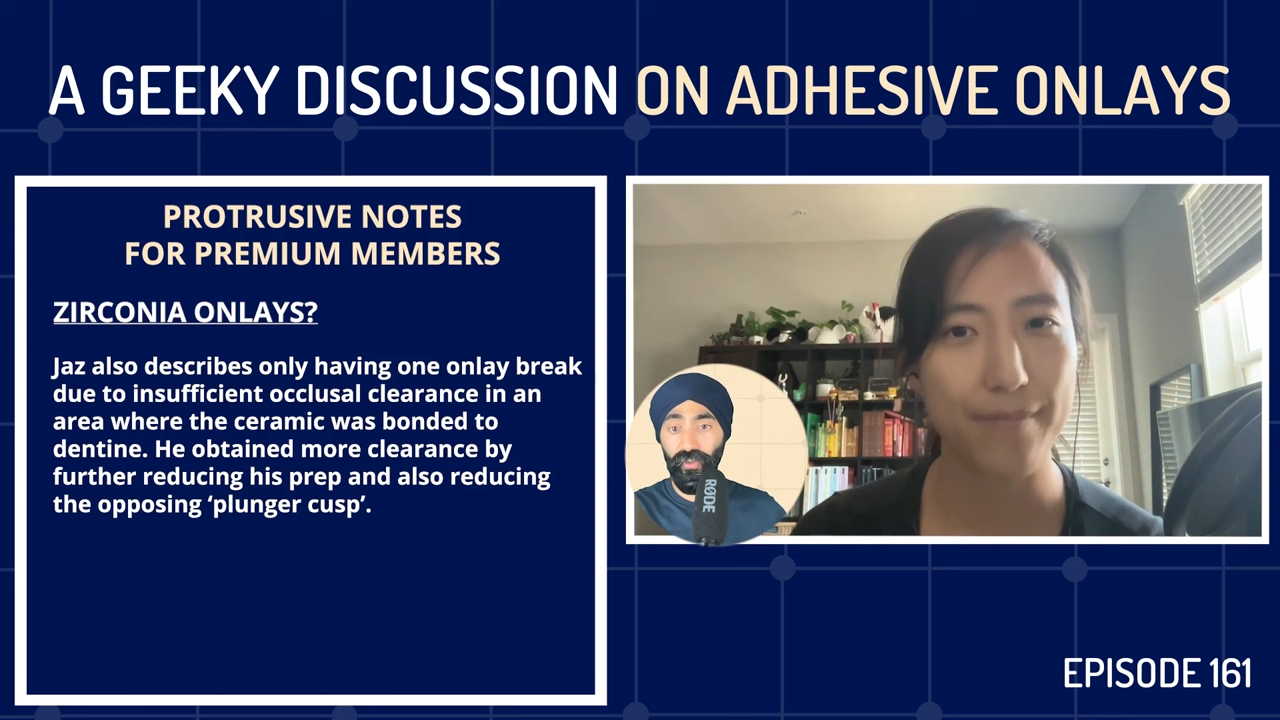 A GEEKY DISCUSSION ON ADHESIVE ONLAYS
PROTRUSIVE NOTES
FOR PREMIUM MEMBERS
ZIRCONIA ONLAYS?
Jaz also describes only having one onlay break
due to insufficient occlusal clearance in an
area where the ceramic was bonded to
dentine. He obtained more clearance by
further reducing his prep and also reducing
the opposing ‘plunger cusp’.
RØDE
EPISODE 161